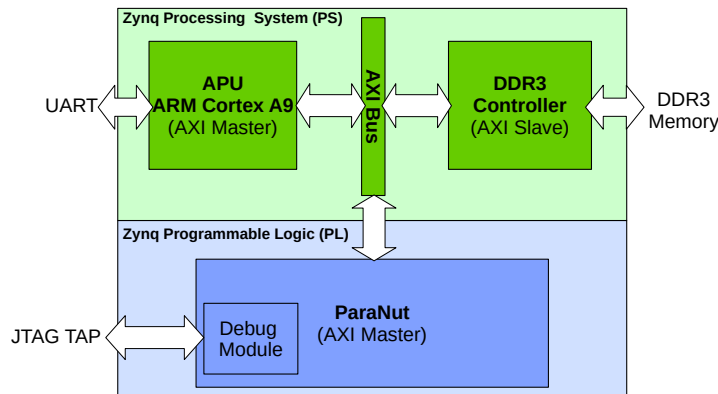 Zynq Processing System (PS)
APU
ARM Cortex A9
(AXI Master)
AXI Bus
DDR3
Controller
(AXI Slave)
UART
DDR3
Memory
Zynq Programmable Logic (PL)
ParaNut
(AXI Master)
Debug
Module
JTAG TAP